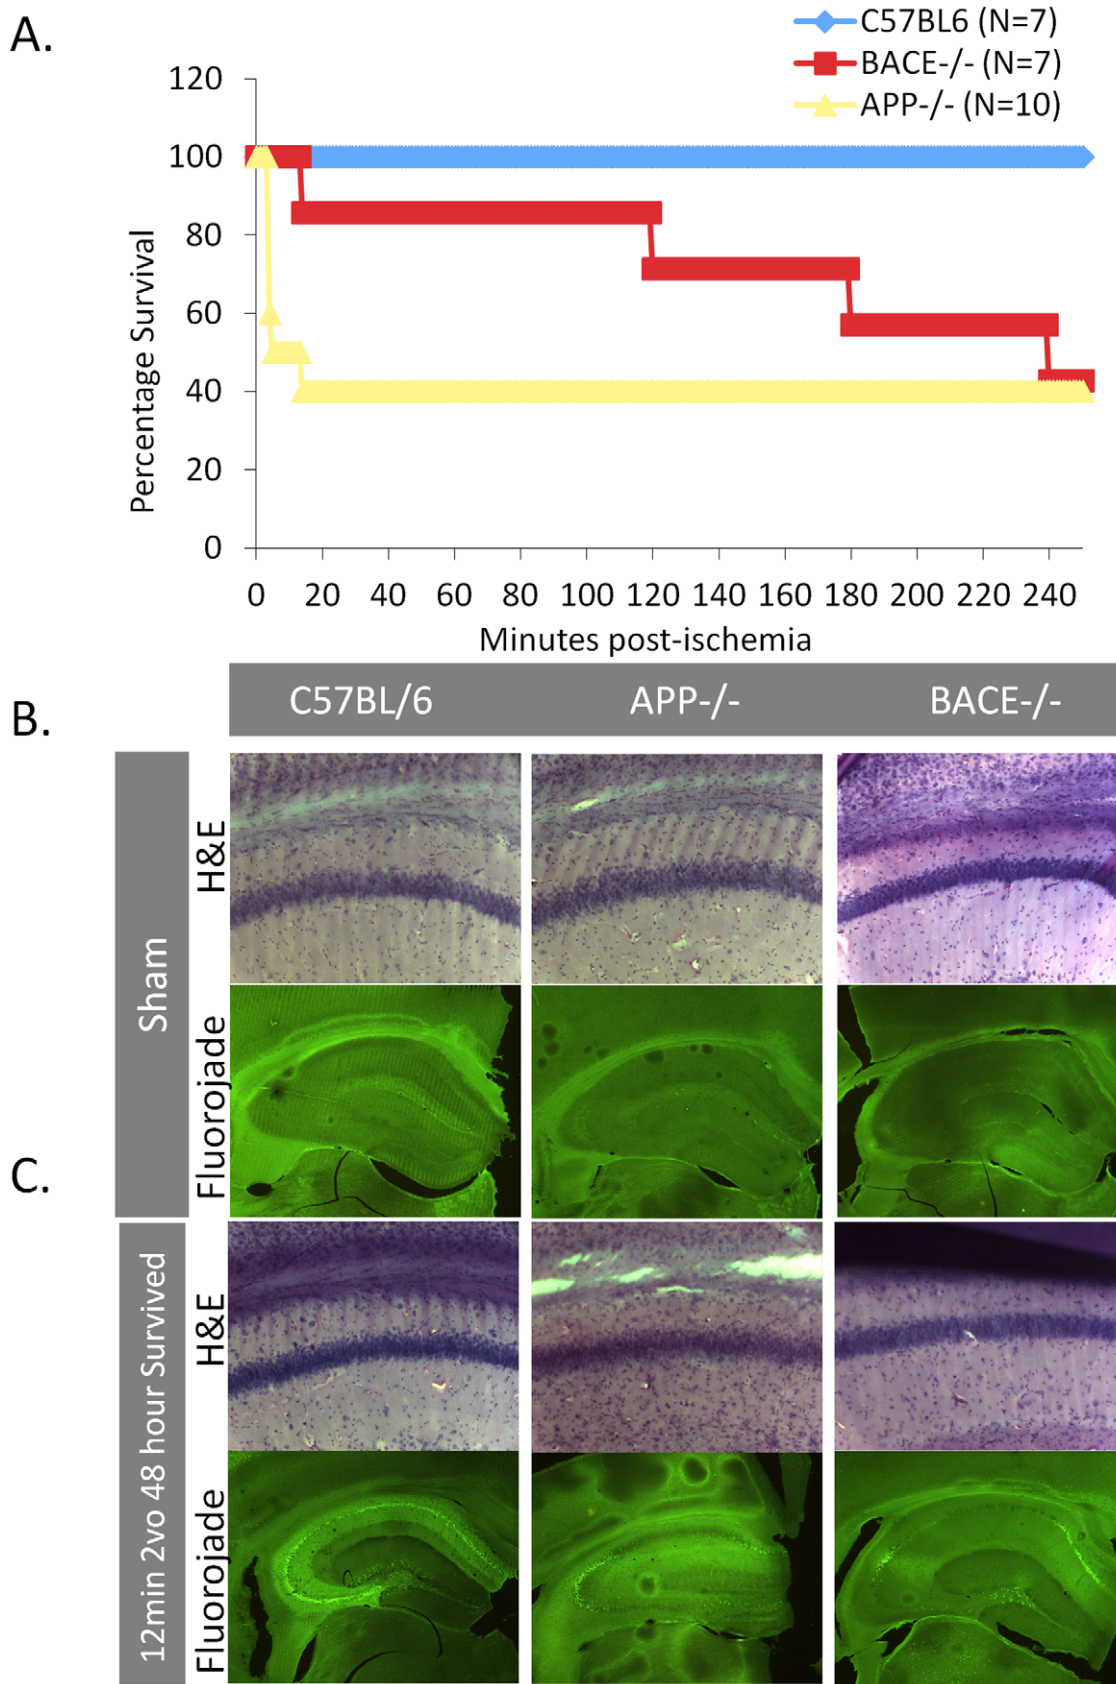 A.
C57BL6 (N=7)
BACE-/- (N=7)
APP-/- (N=10)
120
100
80
60
40
20
0
Percentage Survival
0 20 40 60 80 100 120 140 160 180 200 220 240
Minutes post-ischemia
B.
C57BL/6 APP-/- BACE-/-
Sham
H&E
Fluorojade
C.
12min 2vo 48 hour Survived
H&E
Fluorojade